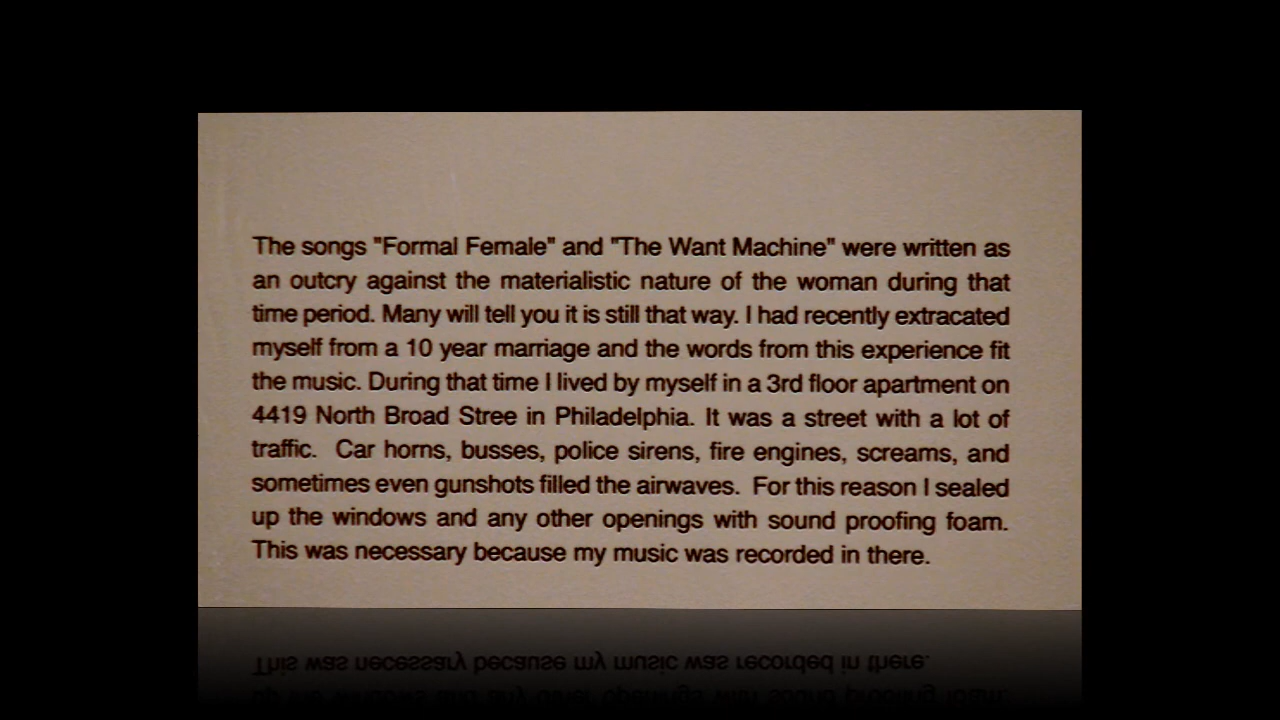 The songs "Formal Female" and "The Want Machine" were written as
an outcry against the materialistic nature of the woman during that
time period. Many will tell you it is still that way. I had recently extracated
myself from a 10 year marriage and the words from this experience fit
the music. During that time I lived by myself in a 3rd floor apartment on
4419 North Broad Stree in Philadelphia. It was a street with a lot of
traffic. Car horns, busses, police sirens, fire engines, screams, and
sometimes even gunshots filled the airwaves. For this reason I sealed
up the windows and any other openings with sound proofing foam.
This was necessary because my music was recorded in there.